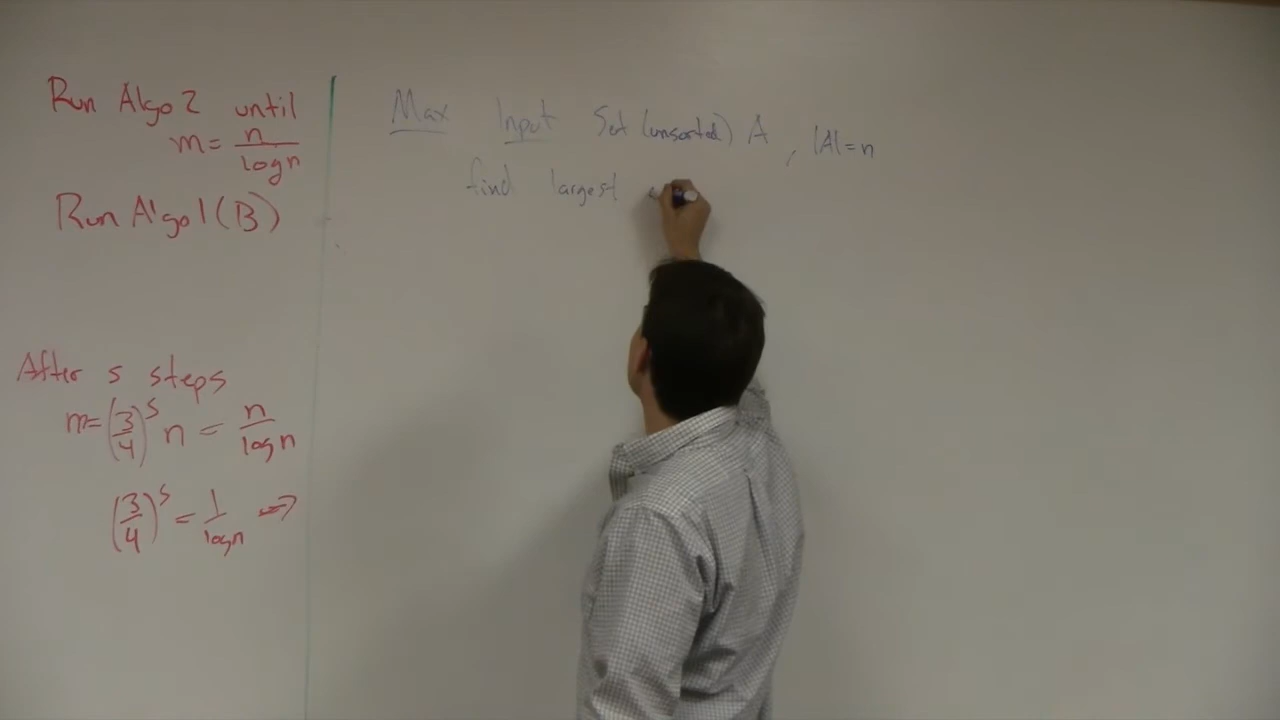 Run Algo 2 until
m = n / log n
Run Algo 1 (B)
After s steps
m = (3/4)^s n = n / log n
(3/4)^s = 1 / log n =>
Max Input Set (unsorted) A , |A| = n
find largest